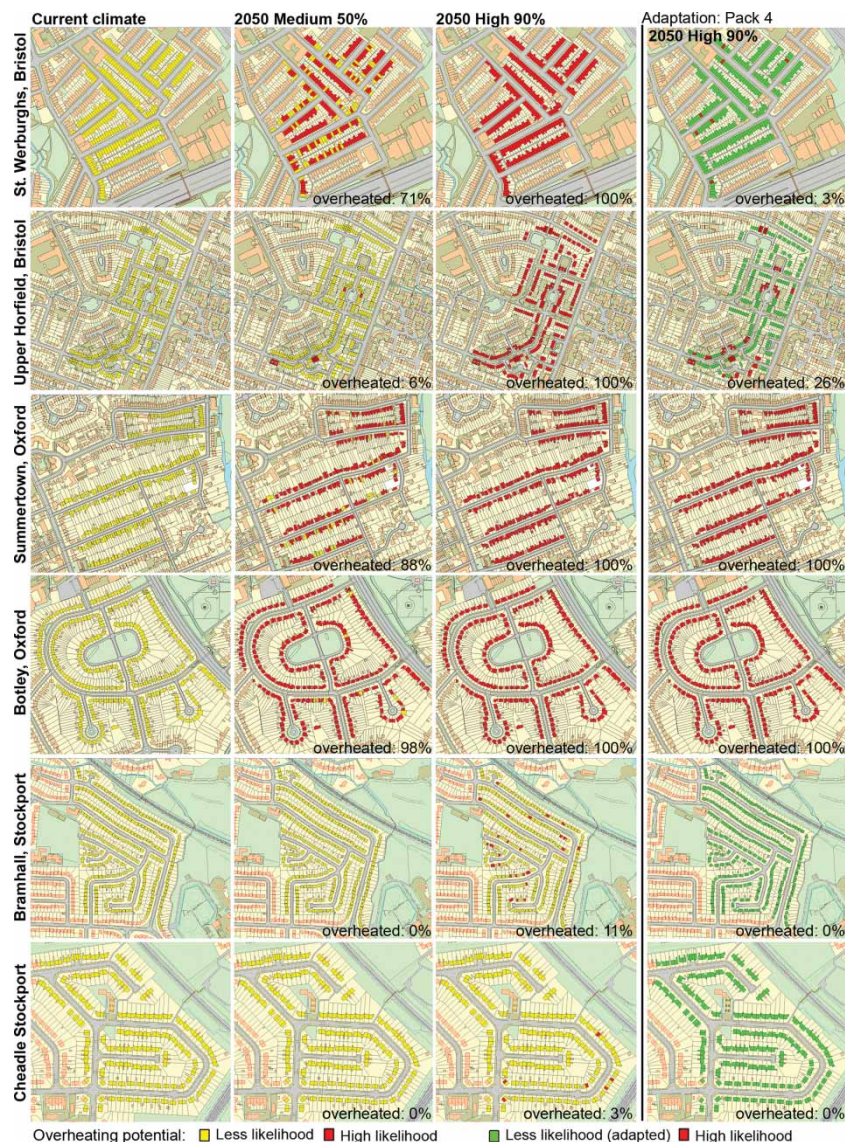 Current climate
2050 Medium 50%
2050 High 90%
Adaptation: Pack 4
2050 High 90%
St. Werburghs, Bristol
overheated: 71%
overheated: 100%
overheated: 3%
Upper Horfield, Bristol
overheated: 6%
overheated: 100%
overheated: 26%
Summertown, Oxford
overheated: 88%
overheated: 100%
overheated: 100%
Botley, Oxford
overheated: 98%
overheated: 100%
overheated: 100%
Bramhall, Stockport
overheated: 0%
overheated: 11%
overheated: 0%
Cheadle Stockport
overheated: 0%
overheated: 3%
overheated: 0%
Overheating potential: Less likelihood High likelihood Less likelihood (adapted) High likelihood